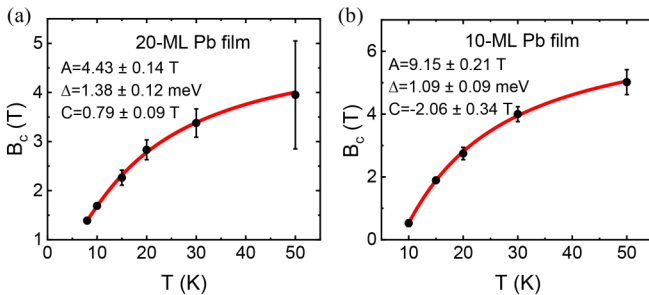 (a)
20-ML Pb film
A=4.43 ± 0.14 T
Δ=1.38 ± 0.12 meV
C=0.79 ± 0.09 T
B_c (T)
5
4
3
2
1
0 10 20 30 40 50
T (K)
(b)
10-ML Pb film
A=9.15 ± 0.21 T
Δ=1.09 ± 0.09 meV
C=-2.06 ± 0.34 T
B_c (T)
6
4
2
0
10 20 30 40 50
T (K)